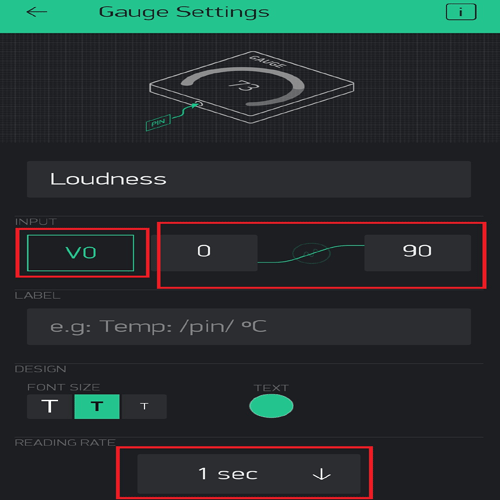 ← Gauge Settings i
GAUGE
73
PIN
Loudness
INPUT
V0 0 90
LABEL
e.g: Temp: /pin/ ºC
DESIGN
FONT SIZE TEXT
T T T
READING RATE
1 sec ↓